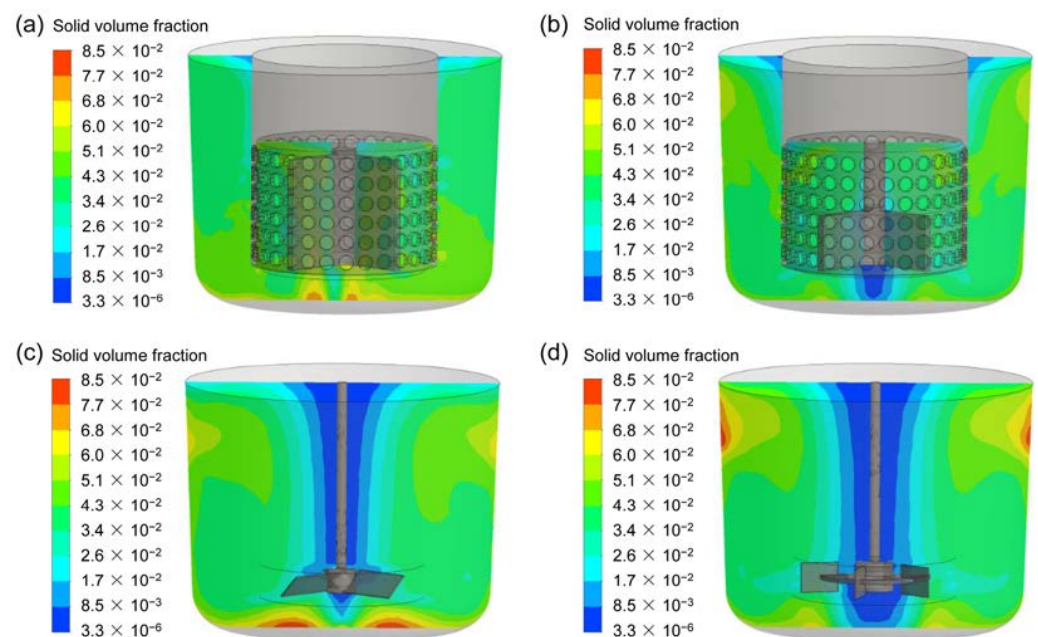 (a) Solid volume fraction
8.5 × 10⁻²
7.7 × 10⁻²
6.8 × 10⁻²
6.0 × 10⁻²
5.1 × 10⁻²
4.3 × 10⁻²
3.4 × 10⁻²
2.6 × 10⁻²
1.7 × 10⁻²
8.5 × 10⁻³
3.3 × 10⁻⁶
(b) Solid volume fraction
8.5 × 10⁻²
7.7 × 10⁻²
6.8 × 10⁻²
6.0 × 10⁻²
5.1 × 10⁻²
4.3 × 10⁻²
3.4 × 10⁻²
2.6 × 10⁻²
1.7 × 10⁻²
8.5 × 10⁻³
3.3 × 10⁻⁶
(c) Solid volume fraction
8.5 × 10⁻²
7.7 × 10⁻²
6.8 × 10⁻²
6.0 × 10⁻²
5.1 × 10⁻²
4.3 × 10⁻²
3.4 × 10⁻²
2.6 × 10⁻²
1.7 × 10⁻²
8.5 × 10⁻³
3.3 × 10⁻⁶
(d) Solid volume fraction
8.5 × 10⁻²
7.7 × 10⁻²
6.8 × 10⁻²
6.0 × 10⁻²
5.1 × 10⁻²
4.3 × 10⁻²
3.4 × 10⁻²
2.6 × 10⁻²
1.7 × 10⁻²
8.5 × 10⁻³
3.3 × 10⁻⁶